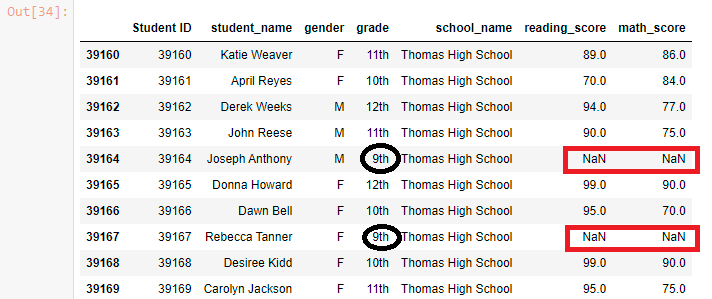 Out[34]:
Student ID student_name gender grade school_name reading_score math_score
39160 39160 Katie Weaver F 11th Thomas High School 89.0 86.0
39161 39161 April Reyes F 10th Thomas High School 70.0 84.0
39162 39162 Derek Weeks M 12th Thomas High School 94.0 77.0
39163 39163 John Reese M 11th Thomas High School 90.0 75.0
39164 39164 Joseph Anthony M 9th Thomas High School NaN NaN
39165 39165 Donna Howard F 12th Thomas High School 99.0 90.0
39166 39166 Dawn Bell F 10th Thomas High School 95.0 70.0
39167 39167 Rebecca Tanner F 9th Thomas High School NaN NaN
39168 39168 Desiree Kidd F 10th Thomas High School 99.0 90.0
39169 39169 Carolyn Jackson F 11th Thomas High School 95.0 75.0